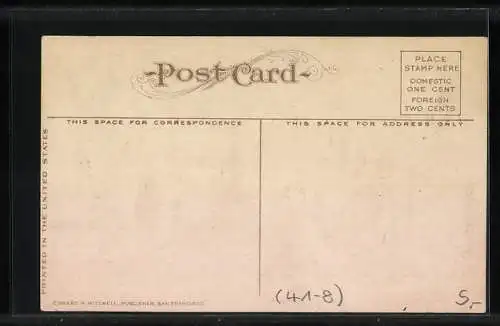 -Post Card-
PLACE
STAMP HERE
DOMESTIC
ONE CENT
FOREIGN
TWO CENTS
THIS SPACE FOR CORRESPONDENCE
THIS SPACE FOR ADDRESS ONLY
PRINTED IN THE UNITED STATES
EDWARD H. MITCHELL, PUBLISHER, SAN FRANCISCO
(41-8)
5,-